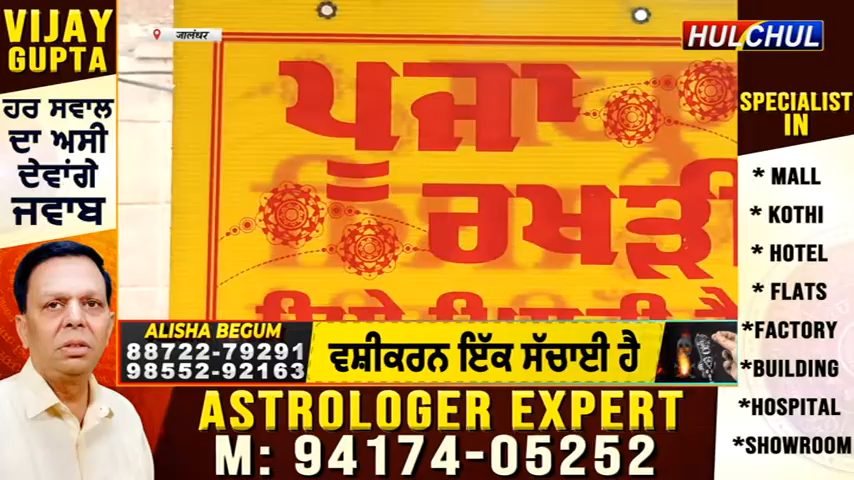 VIJAY
GUPTA
ਹਰ ਸਵਾਲ
ਦਾ ਅਸੀ
ਦੇਵਾਂਗੇ
ਜਵਾਬ
ਜਾਲੰਧਰ
HULCHUL
ਪੂਜਾ
ਰਖੜੀ
SPECIALIST
IN
* MALL
* KOTHI
* HOTEL
* FLATS
*FACTORY
*BUILDING
*HOSPITAL
*SHOWROOM
ALISHA BEGUM
88722-79291
98552-92163
ਵਸ਼ੀਕਰਨ ਇੱਕ ਸੱਚਾਈ ਹੈ
ASTROLOGER EXPERT
M: 94174-05252